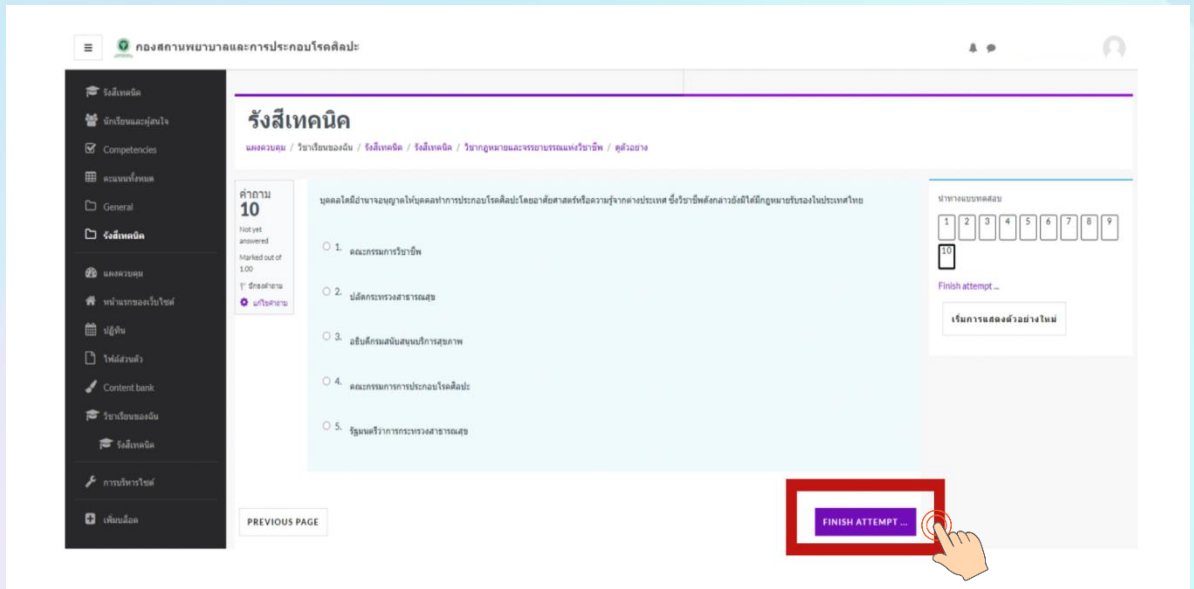 กองสถานพยาบาลและการประกอบโรคศิลปะ
รังสีเทคนิค
นักเรียนและผู้สนใจ
Competencies
คะแนนทั้งหมด
General
รังสีเทคนิค
แผงควบคุม
หน้าแรกของเว็บไซต์
ปฏิทิน
ไฟล์ส่วนตัว
Content bank
วิชาเรียนของฉัน
รังสีเทคนิค
การบริหารไซต์
เพิ่มบล็อค
รังสีเทคนิค
แผงควบคุม / วิชาเรียนของฉัน / รังสีเทคนิค / รังสีเทคนิค / วิชากฎหมายและจรรยาบรรณแห่งวิชาชีพ / ดูตัวอย่าง
คำถาม
10
Not yet
answered
Marked out of
1.00
ปักธงคำถาม
แก้ไขคำถาม
บุคคลใดมีอำนาจอนุญาตให้บุคคลทำการประกอบโรคศิลปะโดยอาศัยศาสตร์หรือความรู้จากต่างประเทศ ซึ่งวิชาชีพดังกล่าวยังมิได้มีกฎหมายรับรองในประเทศไทย
1. คณะกรรมการวิชาชีพ
2. ปลัดกระทรวงสาธารณสุข
3. อธิบดีกรมสนับสนุนบริการสุขภาพ
4. คณะกรรมการการประกอบโรคศิลปะ
5. รัฐมนตรีว่าการกระทรวงสาธารณสุข
PREVIOUS PAGE
FINISH ATTEMPT ...
นำทางแบบทดสอบ
1 2 3 4 5 6 7 8 9
10
Finish attempt ...
เริ่มการแสดงตัวอย่างใหม่